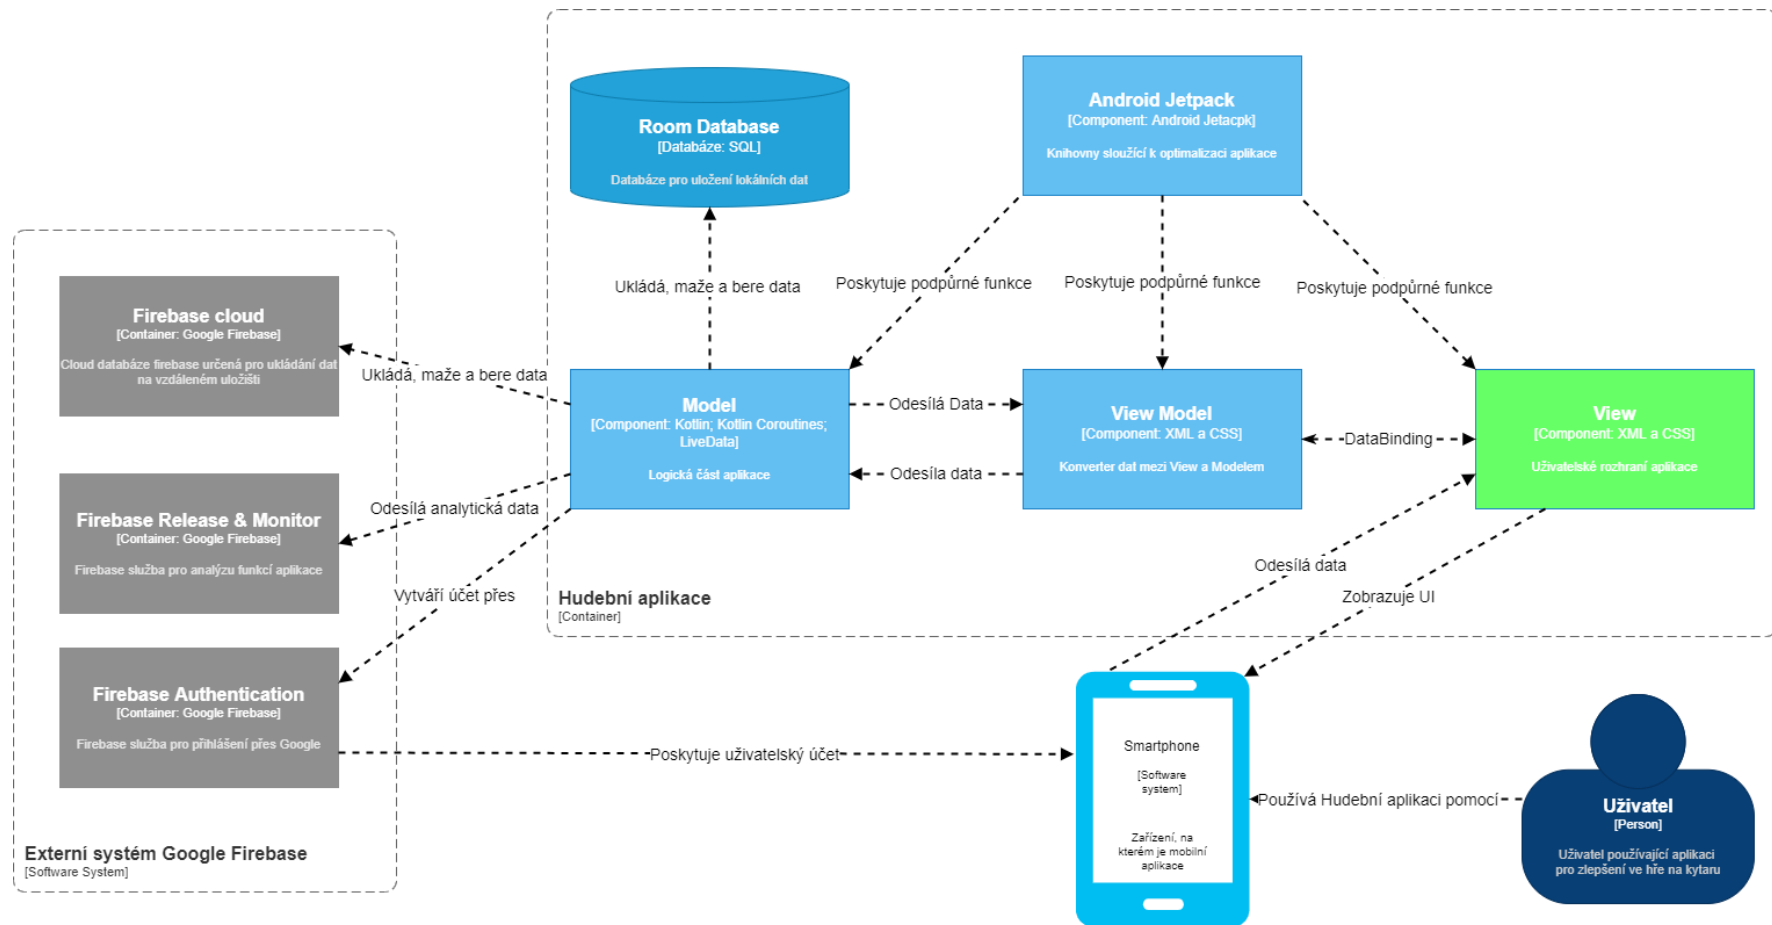 Room Database
[Databáze: SQL]
Databáze pro uložení lokálních dat
Android Jetpack
[Component: Android Jetacpk]
Knihovny sloužící k optimalizaci aplikace
Ukládá, maže a bere data
Poskytuje podpůrné funkce
Poskytuje podpůrné funkce
Poskytuje podpůrné funkce
Firebase cloud
[Container: Google Firebase]
Cloud databáze firebase určená pro ukládání dat
na vzdáleném uložišti
Ukládá, maže a bere data
Model
[Component: Kotlin; Kotlin Coroutines;
LiveData]
Logická část aplikace
Odesílá Data
Odesíla data
View Model
[Component: XML a CSS]
Konverter dat mezi View a Modelem
DataBinding
View
[Component: XML a CSS]
Uživatelské rozhraní aplikace
Firebase Release & Monitor
[Container: Google Firebase]
Firebase služba pro analýzu funkcí aplikace
Odesílá analytická data
Vytváří účet přes
Hudební aplikace
[Container]
Odesílá data
Zobrazuje UI
Firebase Authentication
[Container: Google Firebase]
Firebase služba pro přihlášení přes Google
Poskytuje uživatelský účet
Smartphone
[Software
system]
Zařízení, na
kterém je mobilní
aplikace
Používá Hudební aplikaci pomocí
Uživatel
[Person]
Uživatel používající aplikaci
pro zlepšení ve hře na kytaru
Externí systém Google Firebase
[Software System]